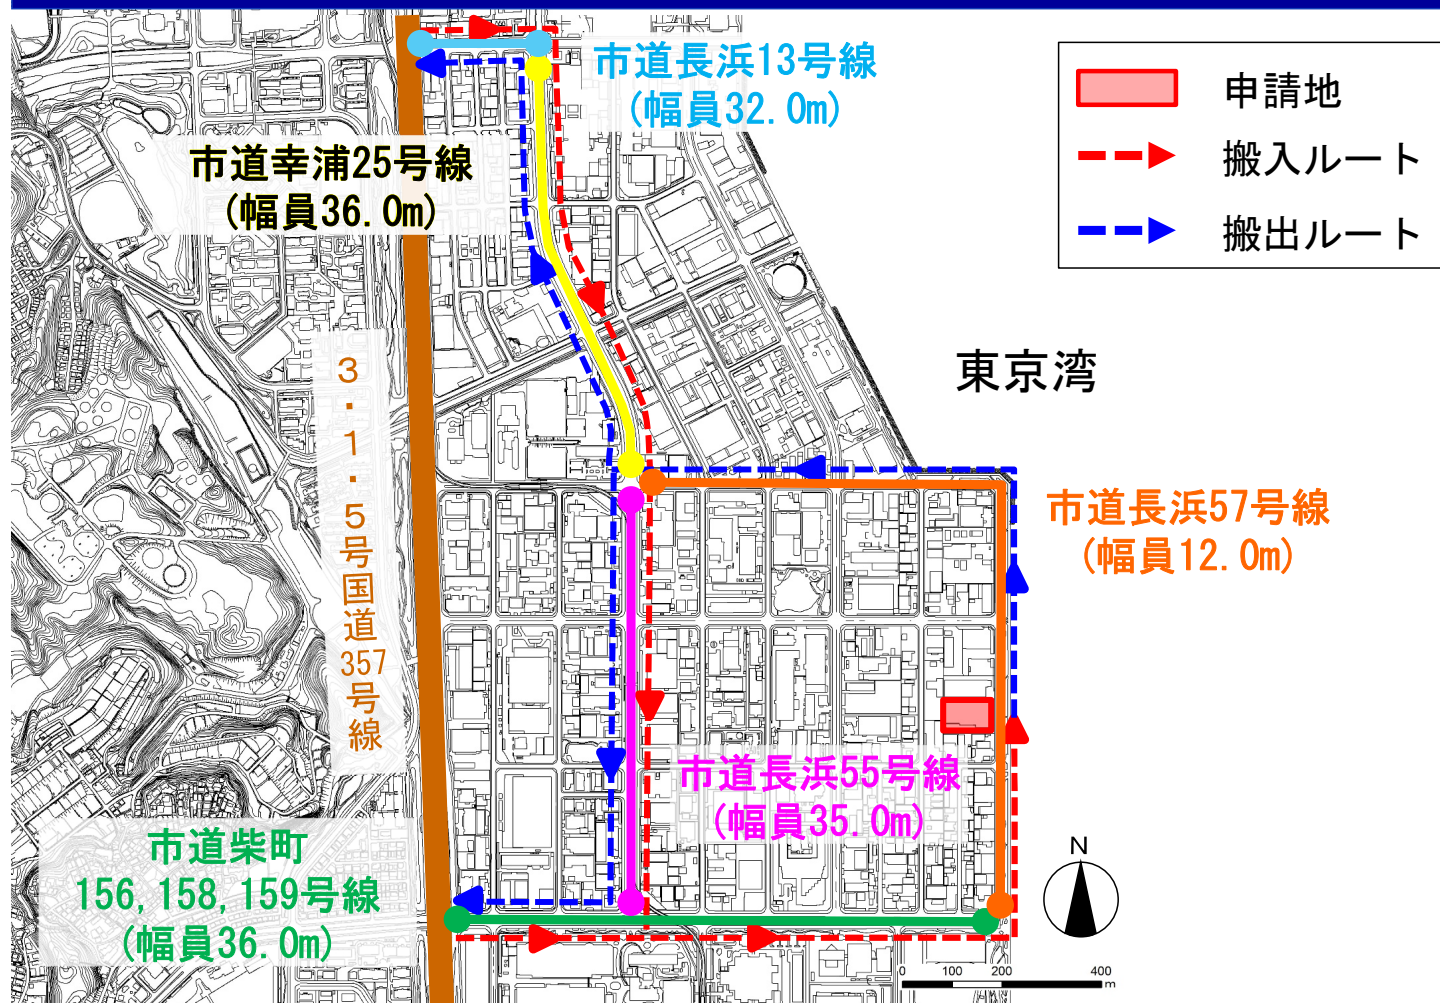 市道長浜13号線
(幅員32.0m)
申請地
搬入ルート
搬出ルート
市道幸浦25号線
(幅員36.0m)
東京湾
3・1・5号国道357号線
市道長浜57号線
(幅員12.0m)
市道長浜55号線
(幅員35.0m)
市道柴町
156,158,159号線
(幅員36.0m)
N
0 100 200 400
m